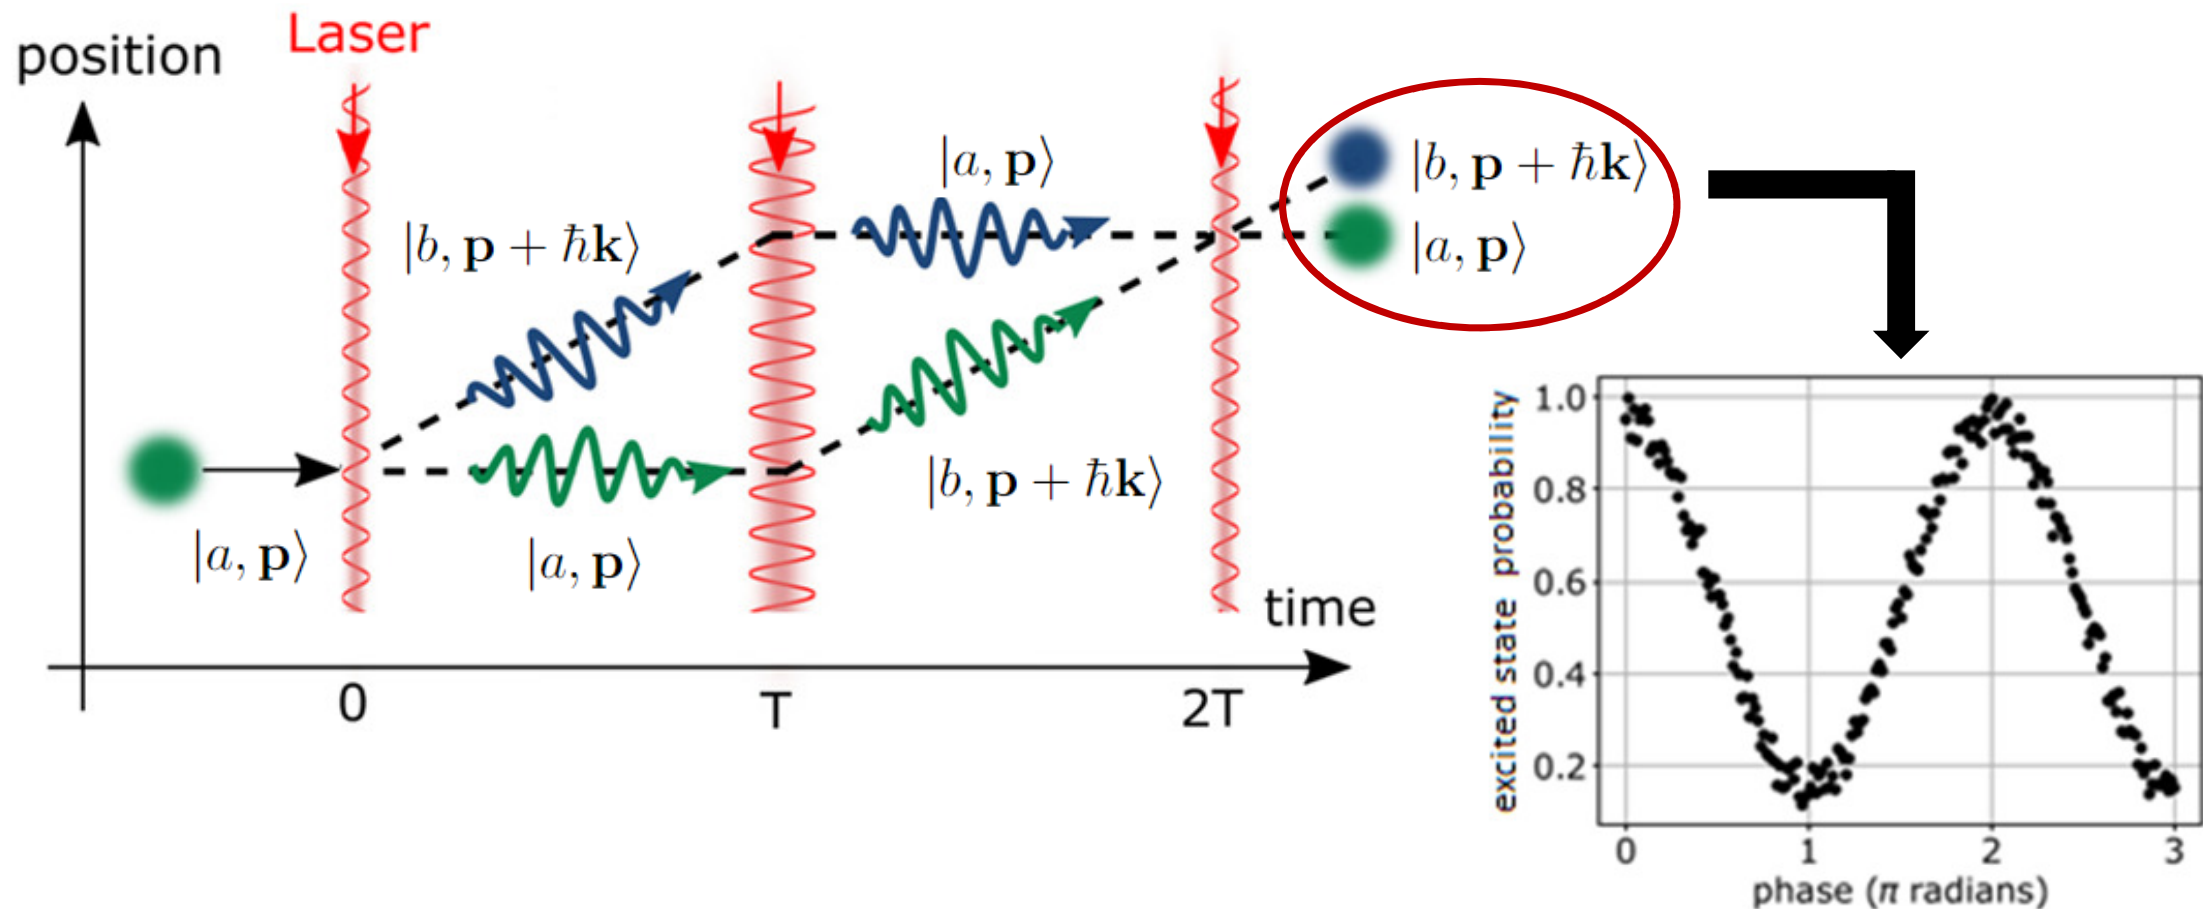 Laser
position
|a, p⟩
|b, p + ħk⟩
|a, p⟩
|b, p + ħk⟩
|a, p⟩
|b, p + ħk⟩
|a, p⟩
|a, p⟩
time
0
T
2T
excited state probability
1.0
0.8
0.6
0.4
0.2
0
1
2
3
phase (π radians)